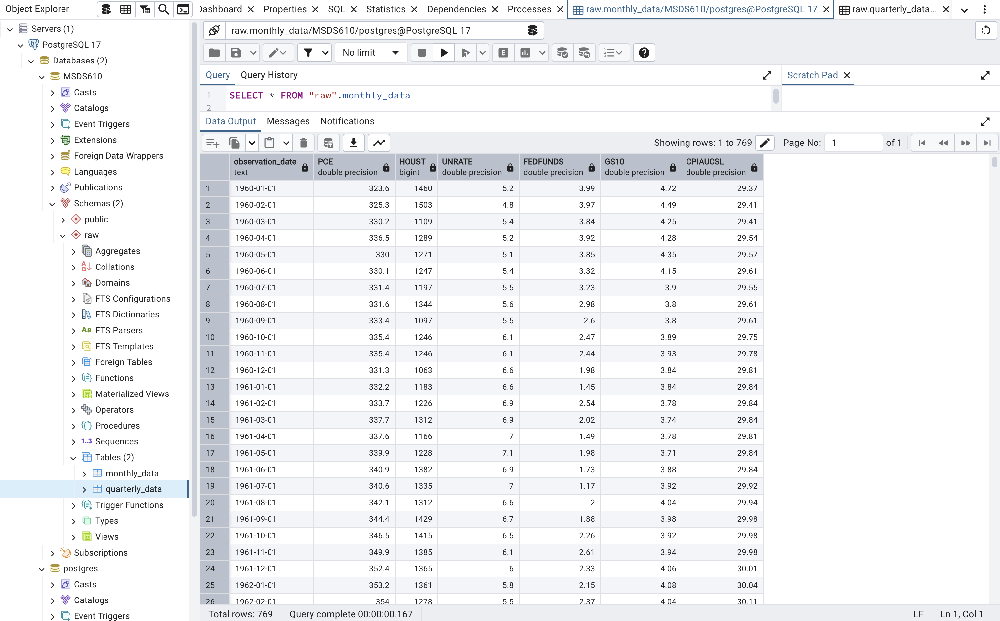 Object Explorer
Dashboard Properties SQL Statistics Dependencies Processes raw.monthly_data/MSDS610/postgres@PostgreSQL 17 raw.quarterly_data...
Servers (1)
PostgreSQL 17
Databases (2)
MSDS610
Casts
Catalogs
Event Triggers
Extensions
Foreign Data Wrappers
Languages
Publications
Schemas (2)
public
raw
Aggregates
Collations
Domains
FTS Configurations
FTS Dictionaries
Aa FTS Parsers
FTS Templates
Foreign Tables
Functions
Materialized Views
Operators
Procedures
1..3 Sequences
Tables (2)
monthly_data
quarterly_data
Trigger Functions
Types
Views
Subscriptions
postgres
Casts
Catalogs
Event Triggers
raw.monthly_data/MSDS610/postgres@PostgreSQL 17
No limit
Query Query History
Scratch Pad
1 SELECT * FROM "raw".monthly_data
2
Data Output Messages Notifications
Showing rows: 1 to 769 Page No: 1 of 1
observation_date PCE HOUST UNRATE FEDFUNDS GS10 CPIAUCSL
text double precision bigint double precision double precision double precision double precision
1 1960-01-01 323.6 1460 5.2 3.99 4.72 29.37
2 1960-02-01 325.3 1503 4.8 3.97 4.49 29.41
3 1960-03-01 330.2 1109 5.4 3.84 4.25 29.41
4 1960-04-01 336.5 1289 5.2 3.92 4.28 29.54
5 1960-05-01 330 1271 5.1 3.85 4.35 29.57
6 1960-06-01 330.1 1247 5.4 3.32 4.15 29.61
7 1960-07-01 331.4 1197 5.5 3.23 3.9 29.55
8 1960-08-01 331.6 1344 5.6 2.98 3.8 29.61
9 1960-09-01 333.4 1097 5.5 2.6 3.8 29.61
10 1960-10-01 335.4 1246 6.1 2.47 3.89 29.75
11 1960-11-01 335.4 1246 6.1 2.44 3.93 29.78
12 1960-12-01 331.3 1063 6.6 1.98 3.84 29.81
13 1961-01-01 332.2 1183 6.6 1.45 3.84 29.84
14 1961-02-01 333.7 1226 6.9 2.54 3.78 29.84
15 1961-03-01 337.7 1312 6.9 2.02 3.74 29.84
16 1961-04-01 337.6 1166 7 1.49 3.78 29.81
17 1961-05-01 339.9 1228 7.1 1.98 3.71 29.84
18 1961-06-01 340.9 1382 6.9 1.73 3.88 29.84
19 1961-07-01 340.6 1335 7 1.17 3.92 29.92
20 1961-08-01 342.1 1312 6.6 2 4.04 29.94
21 1961-09-01 344.4 1429 6.7 1.88 3.98 29.98
22 1961-10-01 346.5 1415 6.5 2.26 3.92 29.98
23 1961-11-01 349.9 1385 6.1 2.61 3.94 29.98
24 1961-12-01 352.4 1365 6 2.33 4.06 30.01
25 1962-01-01 353.2 1361 5.8 2.15 4.08 30.04
26 1962-02-01 354 1278 5.5 2.37 4.04 30.11
Total rows: 769 Query complete 00:00:00.167 LF Ln 1, Col 1